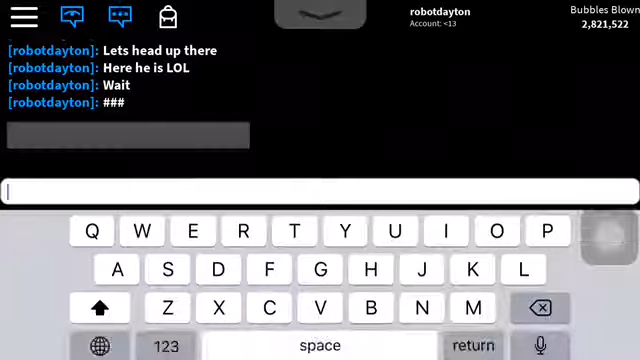 robotdayton
Account: <13
Bubbles Blown
2,821,522
[robotdayton]: Lets head up there
[robotdayton]: Here he is LOL
[robotdayton]: Wait
[robotdayton]: ###
Q W E R T Y U I O P
A S D F G H J K L
Z X C V B N M
123 space return